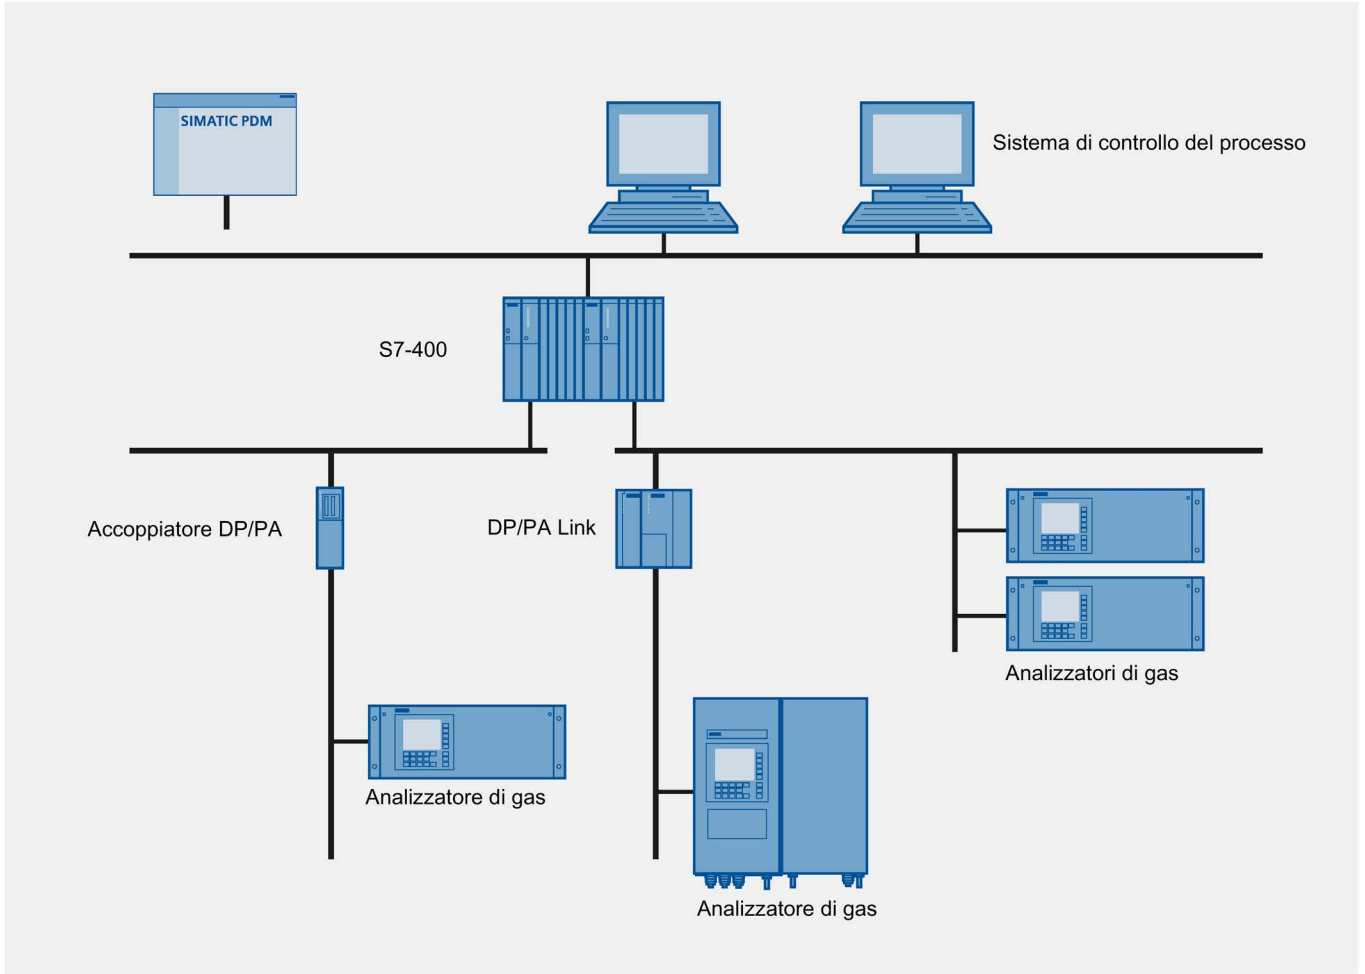 SIMATIC PDM
Sistema di controllo del processo
S7-400
Accoppiatore DP/PA
DP/PA Link
Analizzatori di gas
Analizzatore di gas
Analizzatore di gas